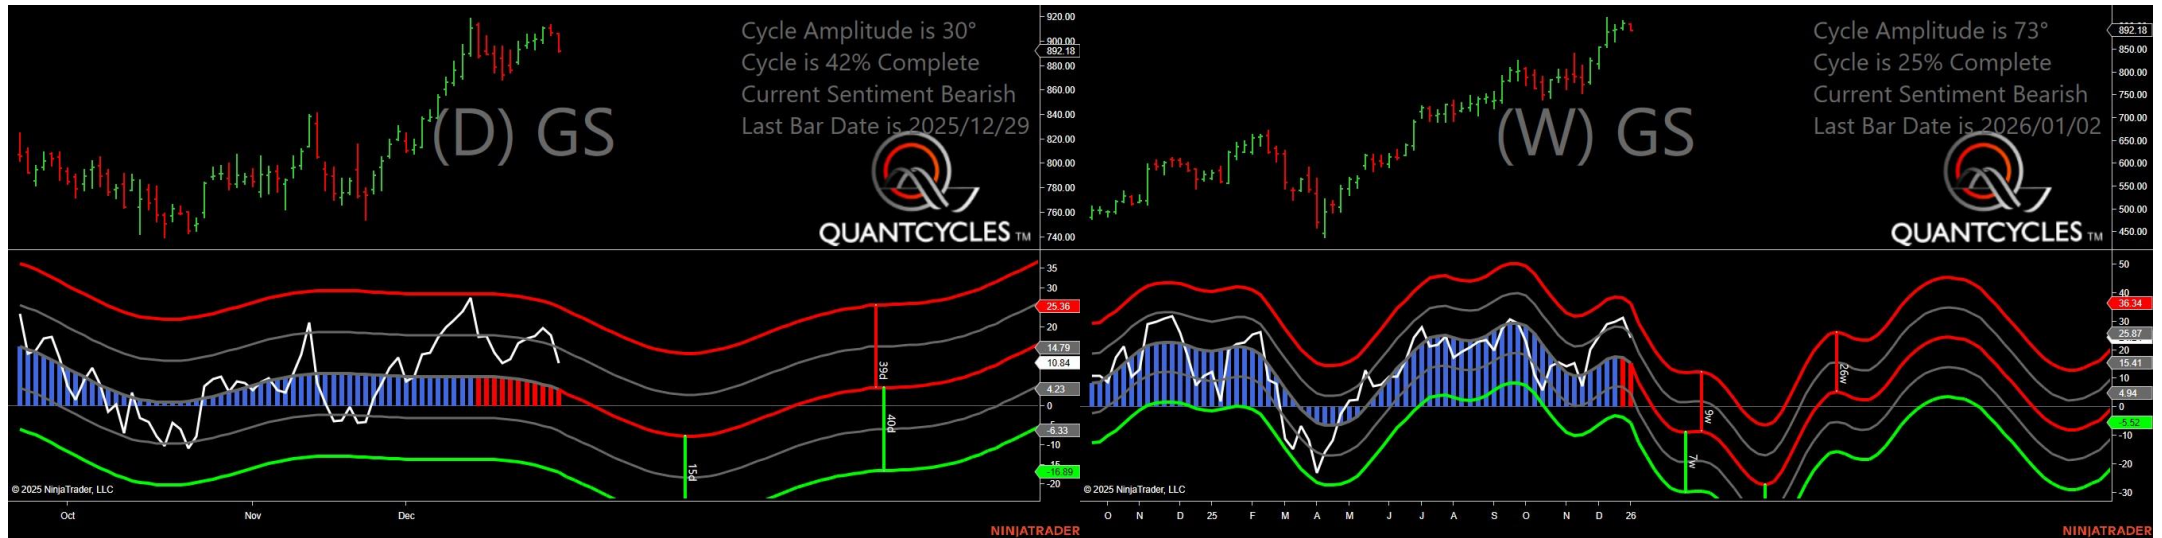 Cycle Amplitude is 30°
Cycle is 42% Complete
Current Sentiment Bearish
Last Bar Date is 2025/12/29
(D) GS
QUANTCYCLES TM
920.00
900.00
892.18
880.00
860.00
840.00
820.00
800.00
780.00
760.00
740.00
35
30
25.36
20
14.79
10.84
4.23
0
-6.33
-10
-16.89
-20
39d
40d
15d
© 2025 NinjaTrader, LLC
Oct Nov Dec
NINJATRADER
Cycle Amplitude is 73°
Cycle is 25% Complete
Current Sentiment Bearish
Last Bar Date is 2026/01/02
(W) GS
QUANTCYCLES TM
892.18
850.00
800.00
750.00
700.00
650.00
600.00
550.00
500.00
450.00
50
40
36.34
30
25.87
20
15.41
10
4.94
0
-5.52
-10
-20
-30
9w
7w
26w
© 2025 NinjaTrader, LLC
O N D 25 F M A M J J A S O N D 26
NINJATRADER